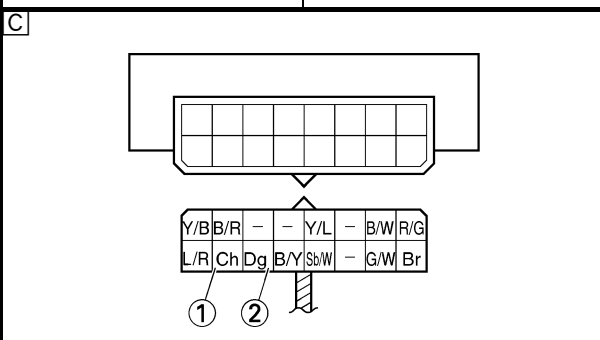 C
Y/B B/R – – Y/L – B/W R/G
L/R Ch Dg B/Y Sb/W – G/W Br
① ②